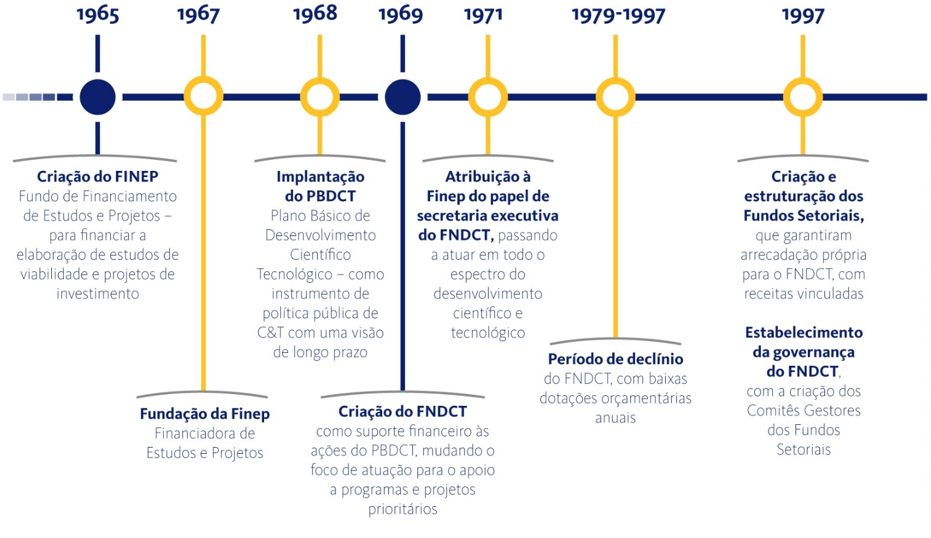 1965
1967
1968
1969
1971
1979-1997
1997
Criação do FINEP
Fundo de Financiamento
de Estudos e Projetos –
para financiar a
elaboração de estudos de
viabilidade e projetos de
investimento
Fundação da Finep
Financiadora de
Estudos e Projetos
Implantação
do PBDCT
Plano Básico de
Desenvolvimento
Científico
Tecnológico – como
instrumento de
política pública de
C&T com uma visão
de longo prazo
Criação do FNDCT
como suporte financeiro às
ações do PBDCT, mudando o
foco de atuação para o apoio
a programas e projetos
prioritários
Atribuição à
Finep do papel de
secretaria executiva
do FNDCT, passando
a atuar em todo o
espectro do
desenvolvimento
científico e
tecnológico
Período de declínio
do FNDCT, com baixas
dotações orçamentárias
anuais
Criação e
estruturação dos
Fundos Setoriais,
que garantiram
arrecadação própria
para o FNDCT, com
receitas vinculadas
Estabelecimento
da governança
do FNDCT,
com a criação dos
Comitês Gestores
dos Fundos
Setoriais